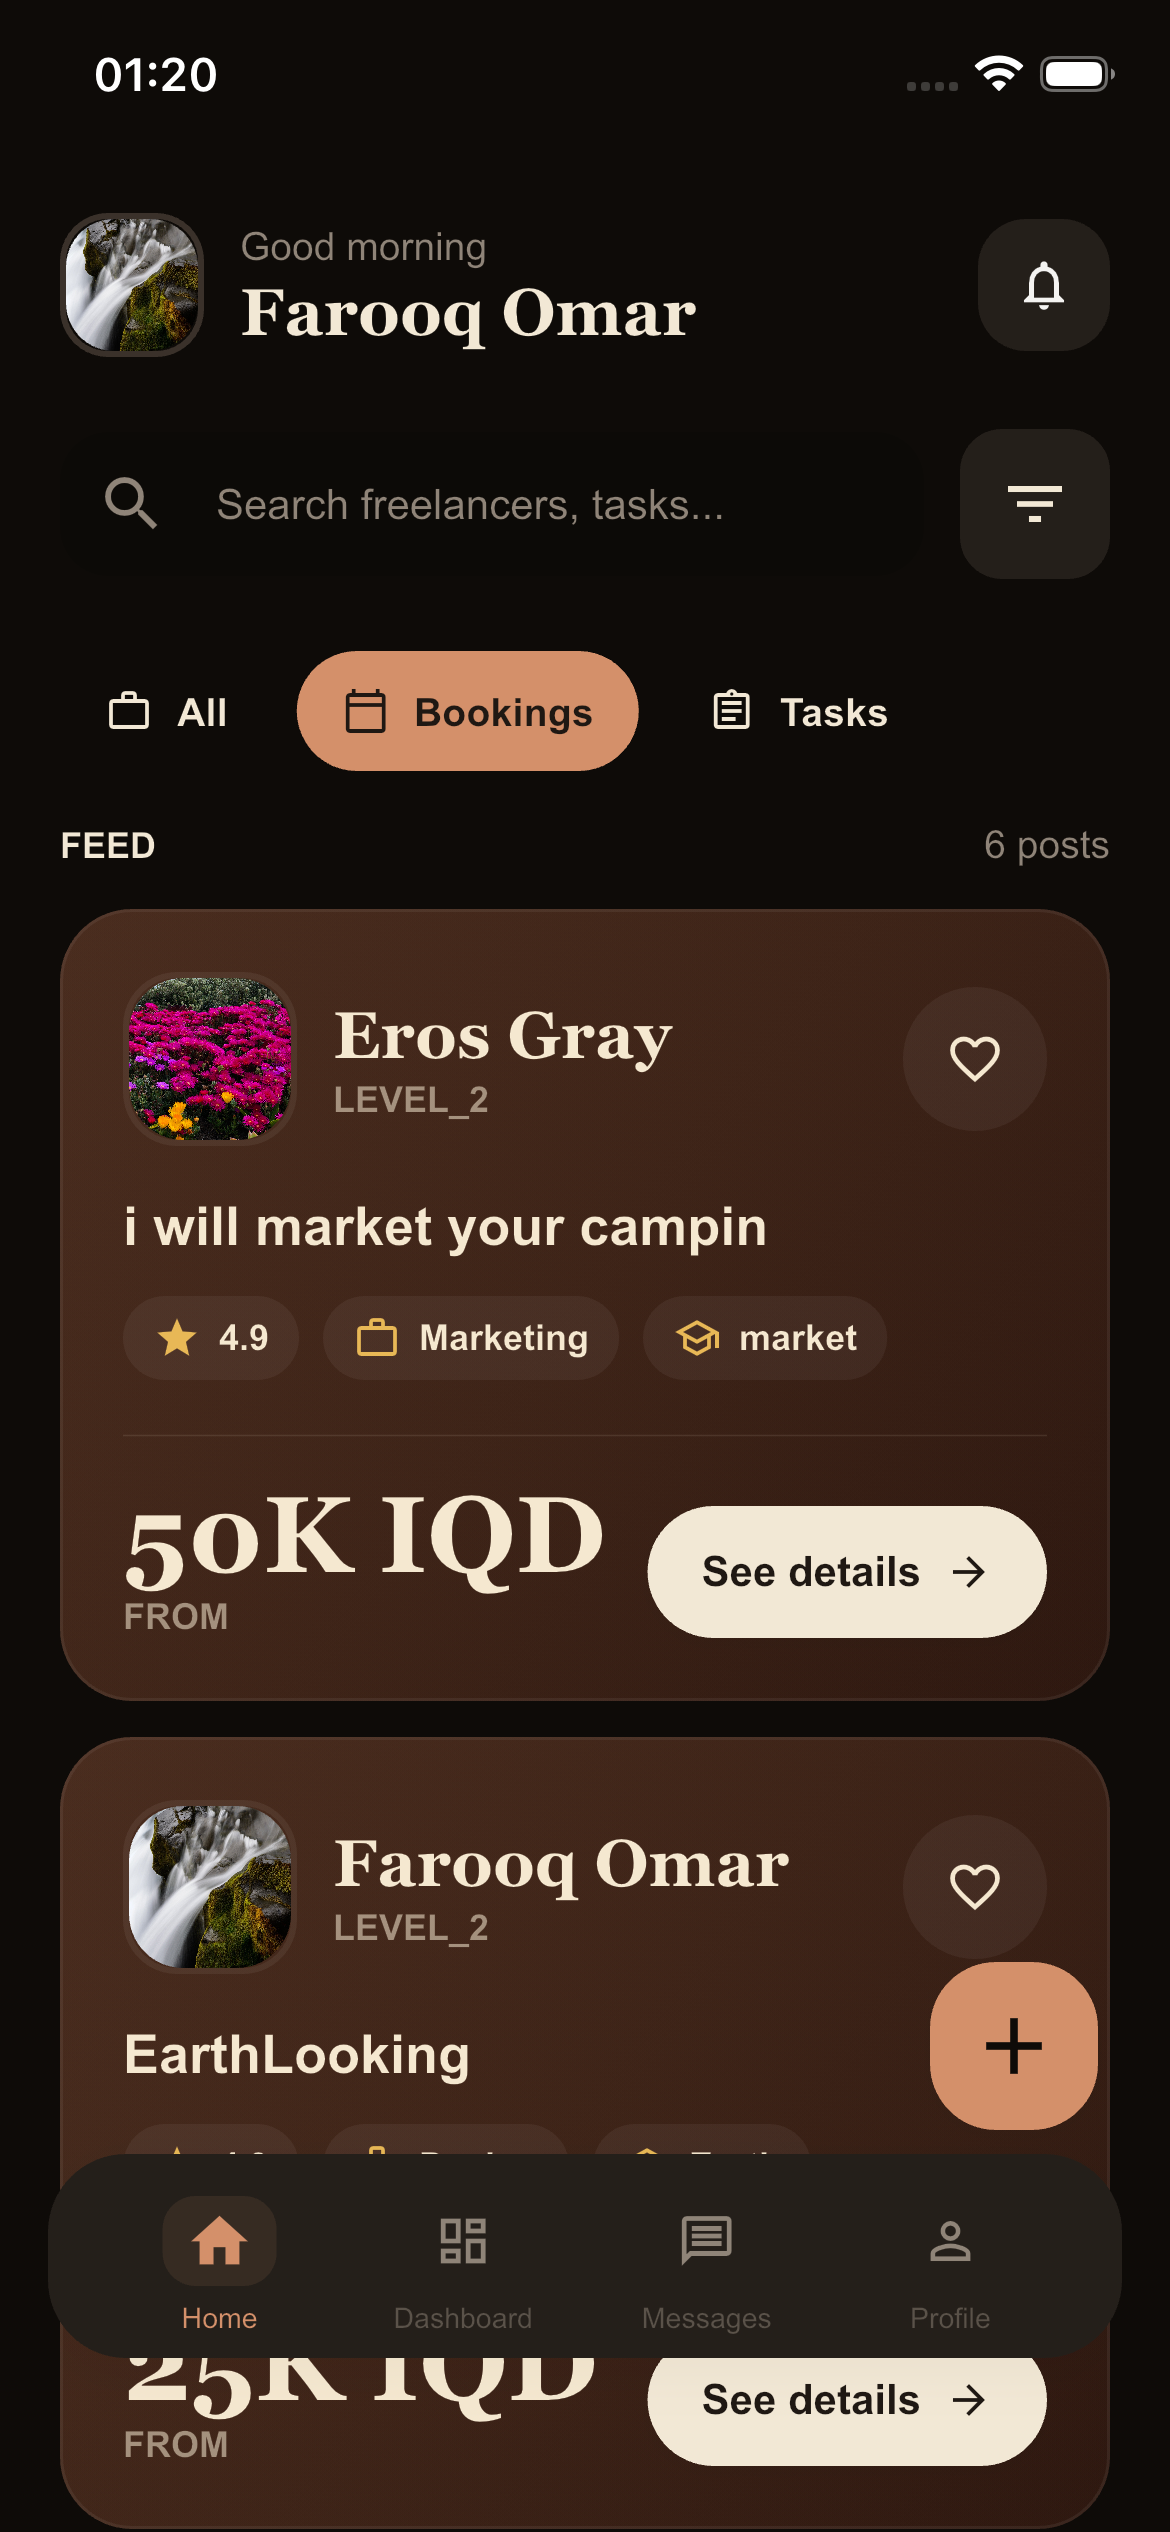 01:20
Good morning
Farooq Omar
Search freelancers, tasks...
All
Bookings
Tasks
FEED
6 posts
Eros Gray
LEVEL_2
i will market your campin
4.9
Marketing
market
50K IQD
FROM
See details
Farooq Omar
LEVEL_2
EarthLooking
Home
Dashboard
Messages
Profile
25K IQD
FROM
See details